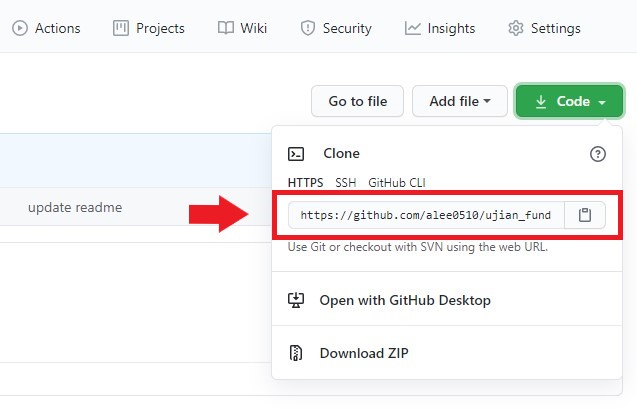 Actions Projects Wiki Security Insights Settings
Go to file Add file Code
Clone
HTTPS SSH GitHub CLI
update readme
https://github.com/alee0510/ujian_fund
Use Git or checkout with SVN using the web URL.
Open with GitHub Desktop
Download ZIP